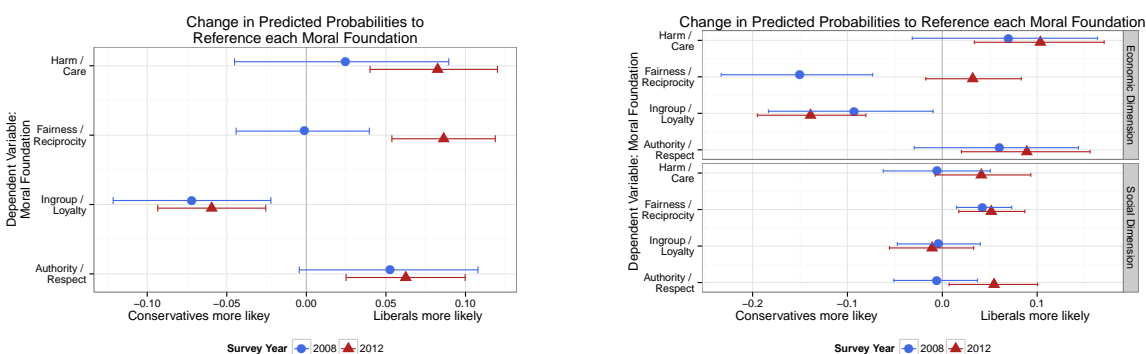 Change in Predicted Probabilities to
Reference each Moral Foundation
Dependent Variable:
Moral Foundation
Harm /
Care
Fairness /
Reciprocity
Ingroup /
Loyalty
Authority /
Respect
−0.10
−0.05
0.00
0.05
0.10
Conservatives more likey
Liberals more likely
Survey Year 2008 2012
Change in Predicted Probabilities to Reference each Moral Foundation
Dependent Variable: Moral Foundation
Harm /
Care
Fairness /
Reciprocity
Ingroup /
Loyalty
Authority /
Respect
Economic Dimension
Harm /
Care
Fairness /
Reciprocity
Ingroup /
Loyalty
Authority /
Respect
Social Dimension
−0.2
−0.1
0.0
0.1
Conservatives more likely
Liberals more likely
Survey Year 2008 2012